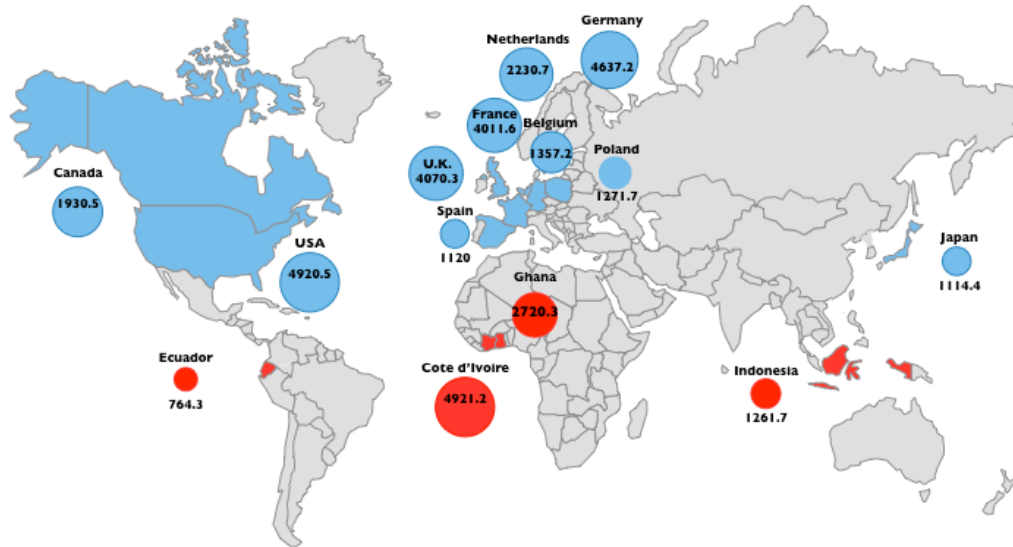 Germany
4637.2
Netherlands
2230.7
France
4011.6
Belgium
1357.2
U.K.
4070.3
Poland
1271.7
Canada
1930.5
Spain
1120
USA
4920.5
Japan
1114.4
Ghana
2720.3
Ecuador
764.3
Cote d'Ivoire
4921.2
Indonesia
1261.7